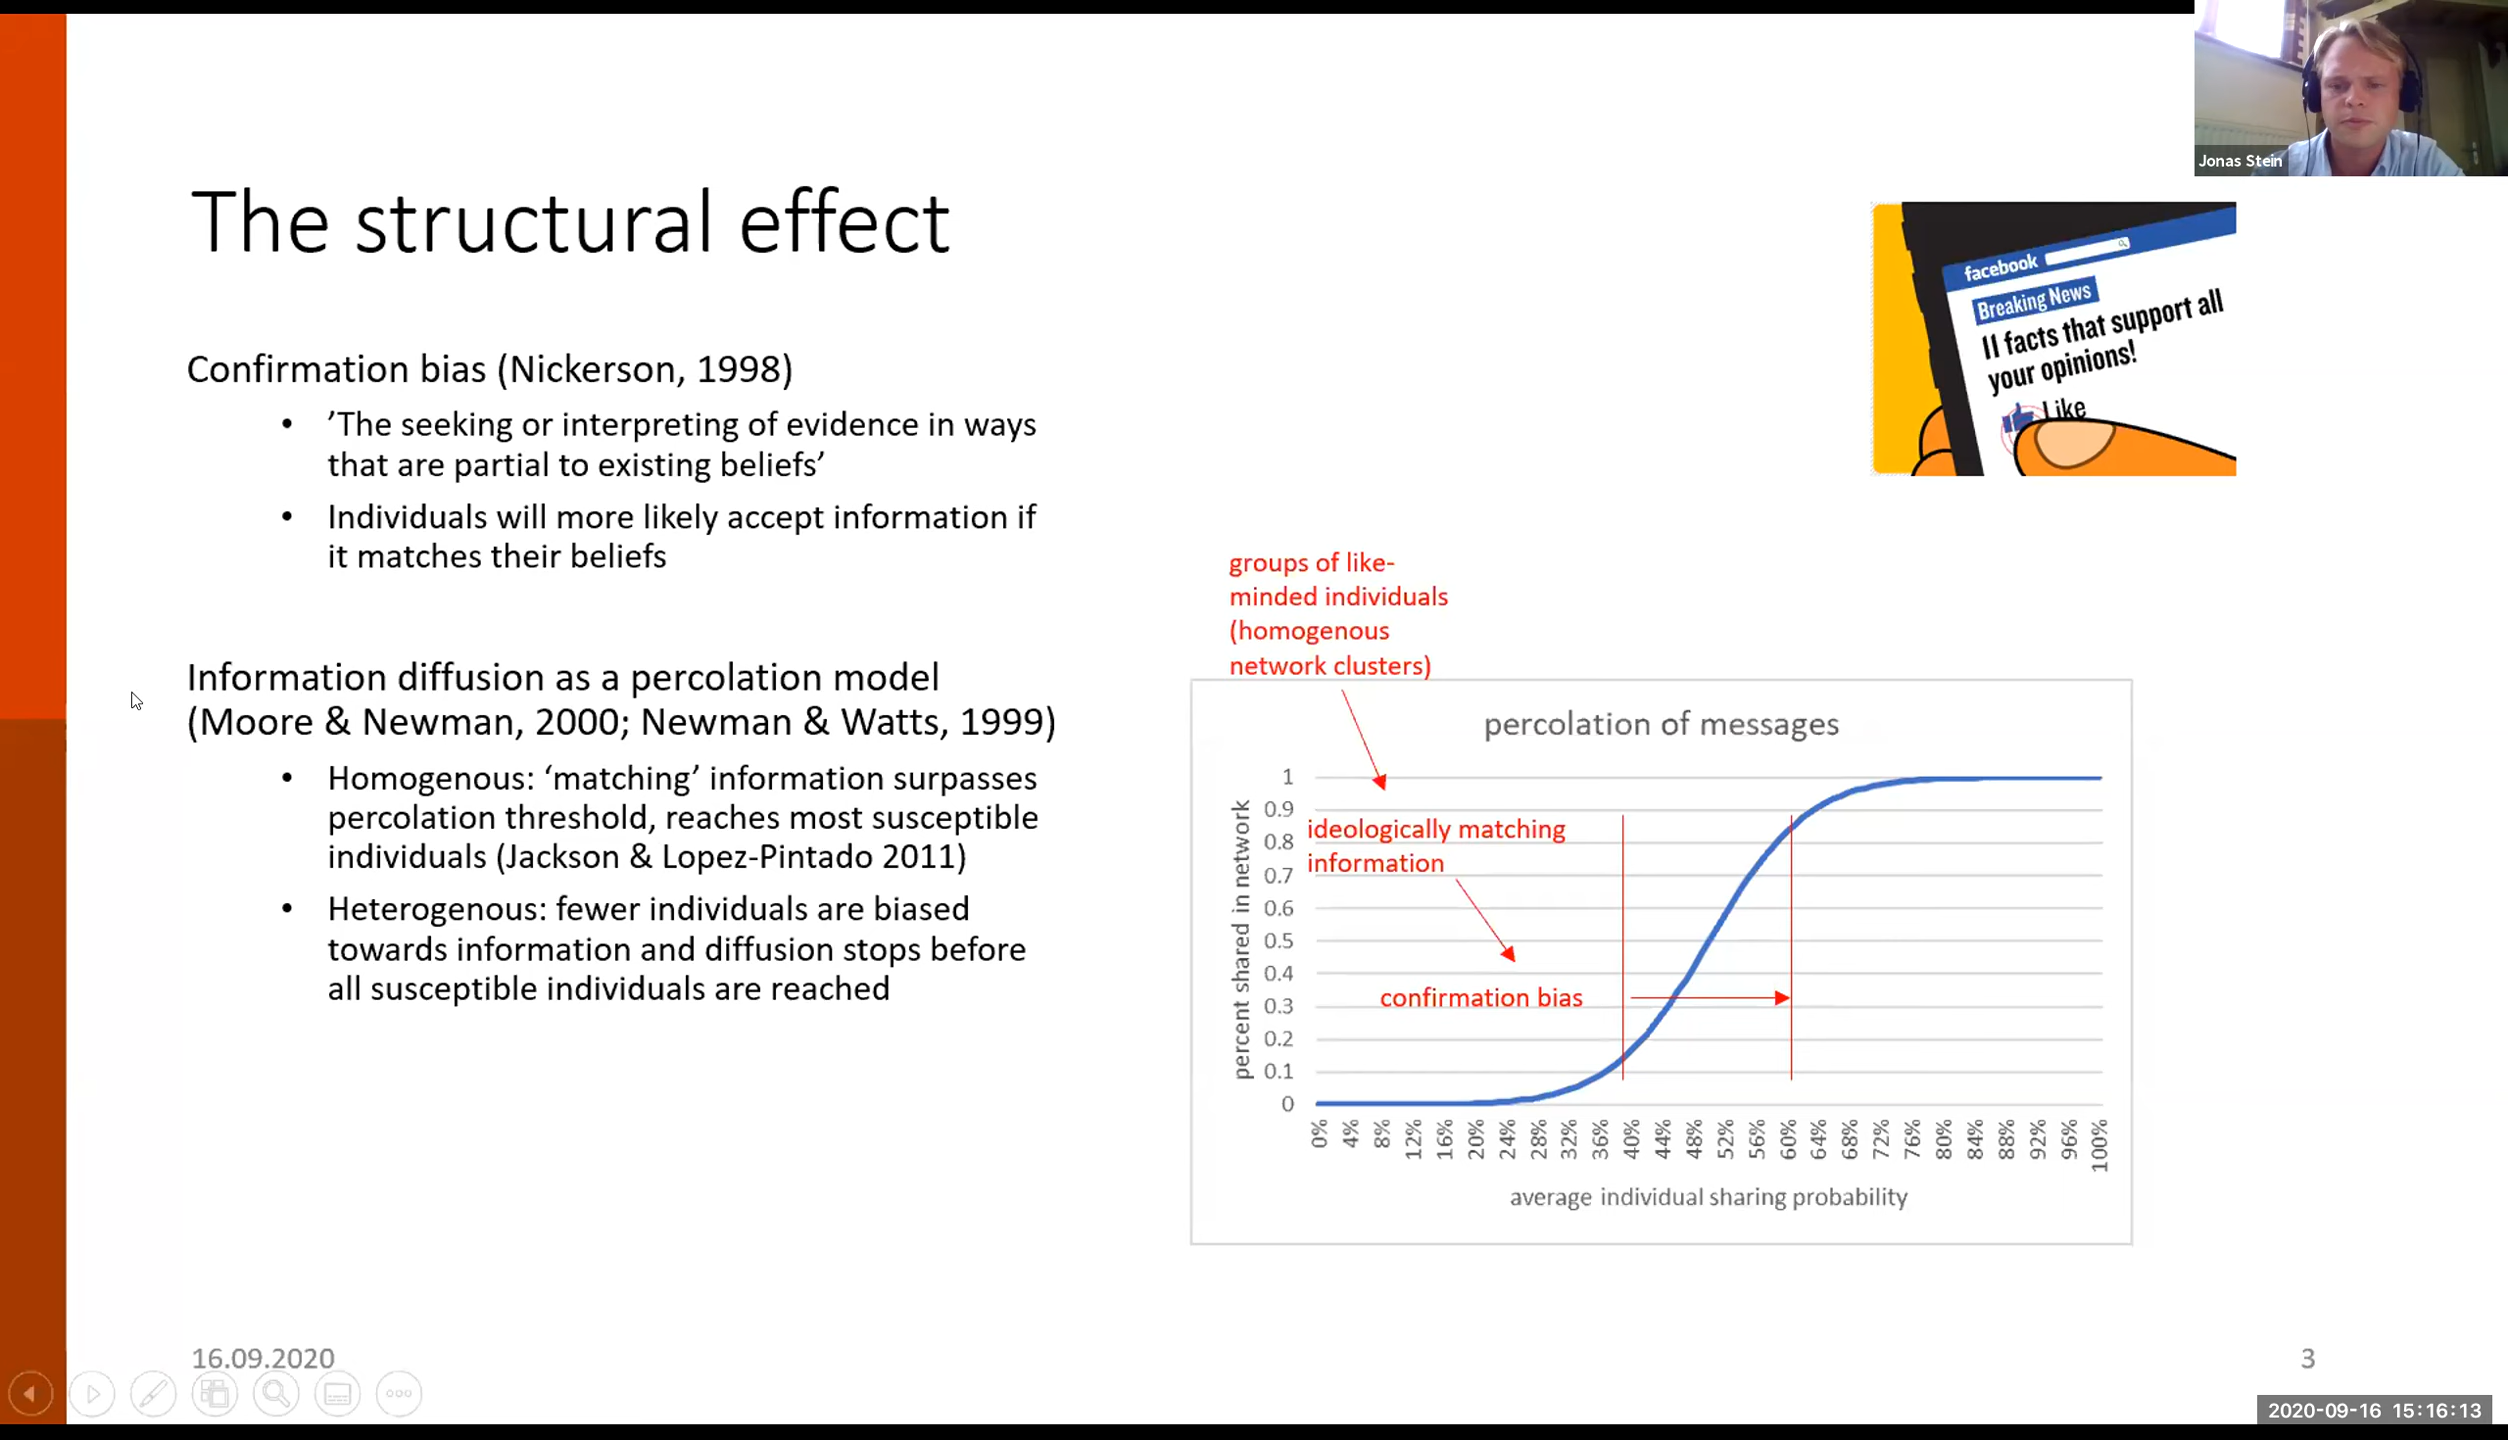 Jonas Stein
The structural effect
facebook
Breaking News
11 facts that support all
your opinions!
Like
Confirmation bias (Nickerson, 1998)
• ’The seeking or interpreting of evidence in ways
that are partial to existing beliefs’
• Individuals will more likely accept information if
it matches their beliefs
Information diffusion as a percolation model
(Moore & Newman, 2000; Newman & Watts, 1999)
• Homogenous: ‘matching’ information surpasses
percolation threshold, reaches most susceptible
individuals (Jackson & Lopez-Pintado 2011)
• Heterogenous: fewer individuals are biased
towards information and diffusion stops before
all susceptible individuals are reached
groups of like-
minded individuals
(homogenous
network clusters)
percolation of messages
percent shared in network
1
0.9
0.8
0.7
0.6
0.5
0.4
0.3
0.2
0.1
0
ideologically matching
information
confirmation bias
0% 4% 8% 12% 16% 20% 24% 28% 32% 36% 40% 44% 48% 52% 56% 60% 64% 68% 72% 76% 80% 84% 88% 92% 96% 100%
average individual sharing probability
16.09.2020
3
2020-09-16 15:16:13